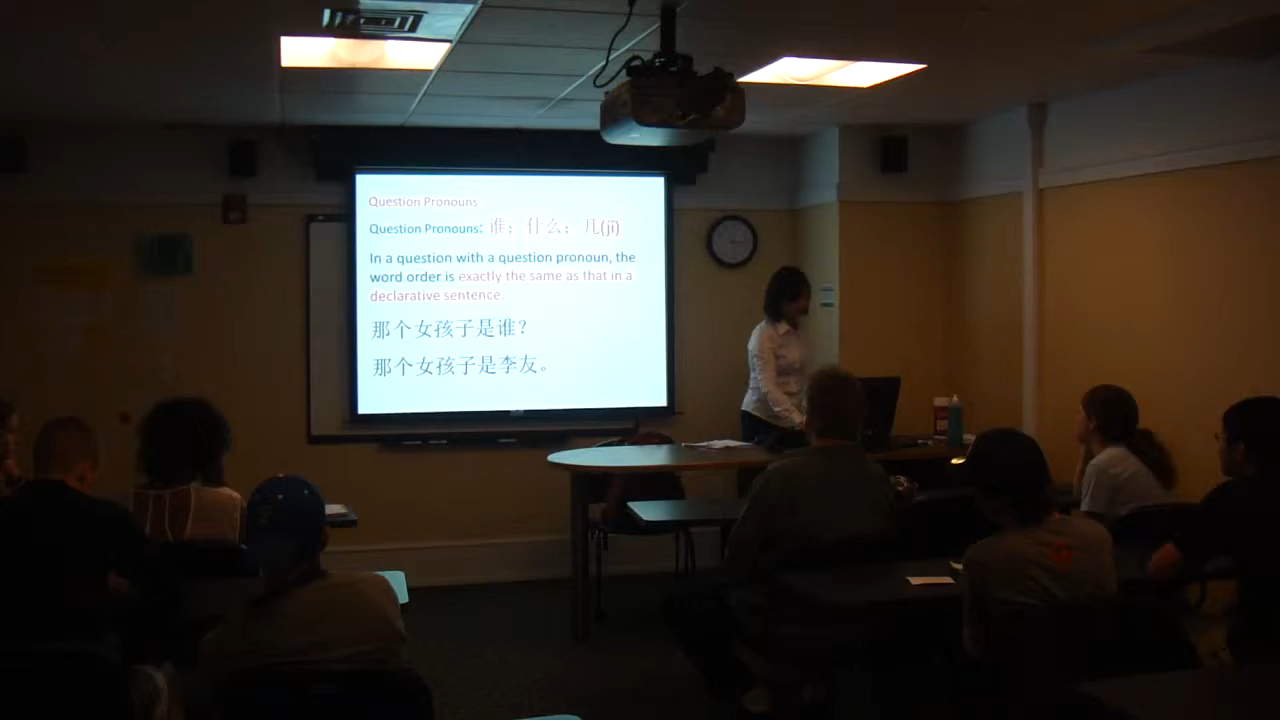 Question Pronouns
Question Pronouns: 谁; 什么; 几(jǐ)
In a question with a question pronoun, the
word order is exactly the same as that in a
declarative sentence.
那个女孩子是谁?
那个女孩子是李友。